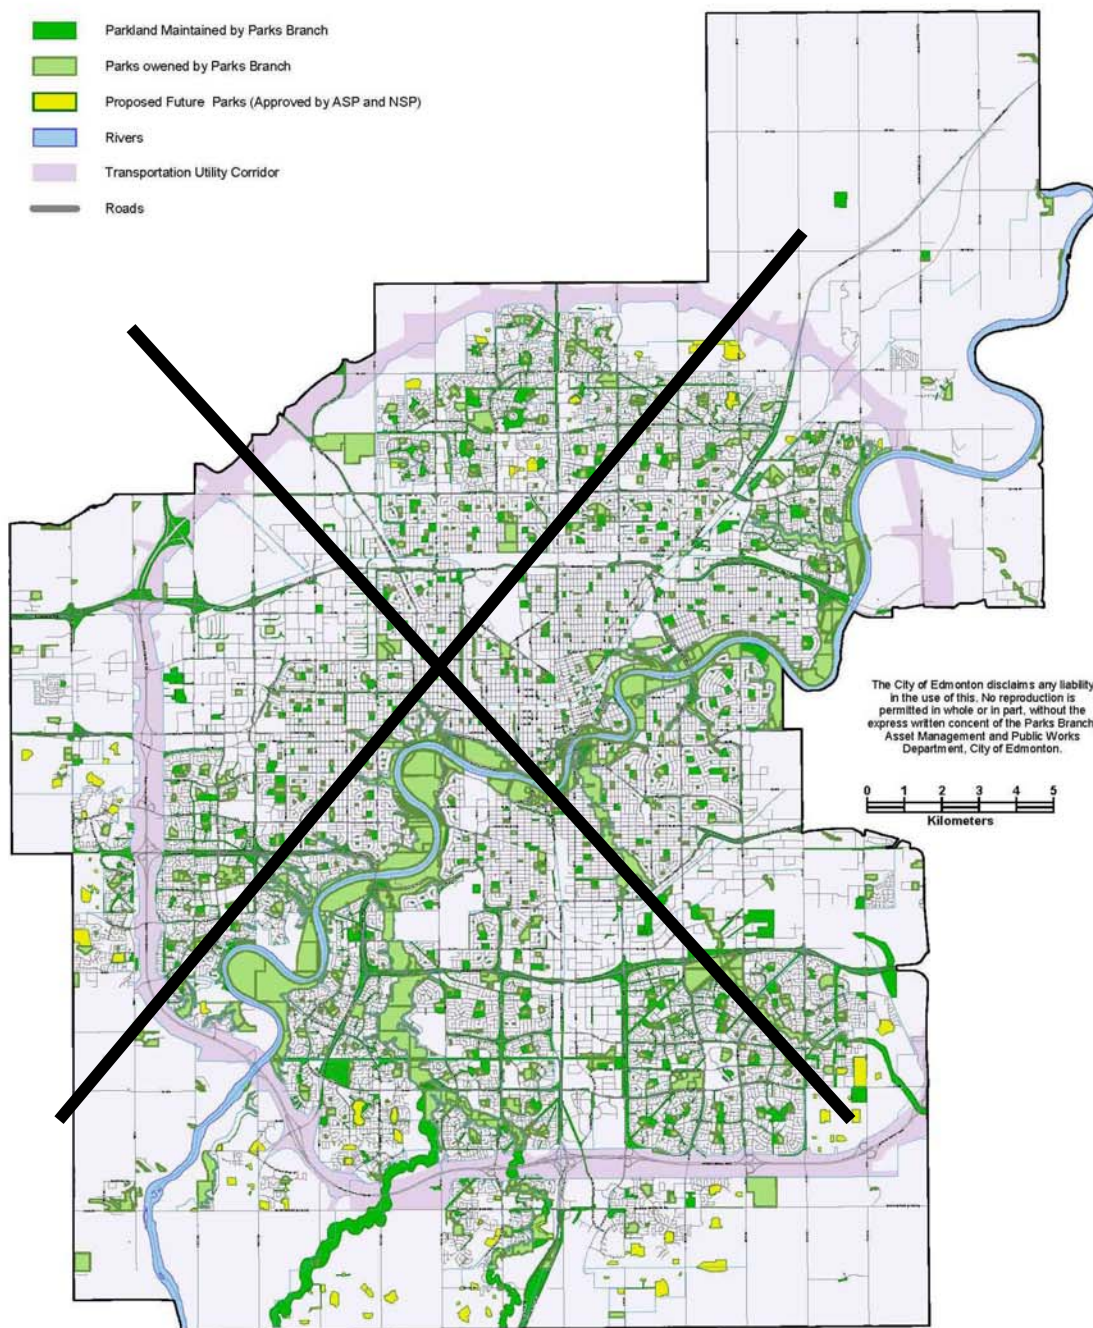 Parkland Maintained by Parks Branch
Parks owened by Parks Branch
Proposed Future Parks (Approved by ASP and NSP)
Rivers
Transportation Utility Corridor
Roads
The City of Edmonton disclaims any liability
in the use of this. No reproduction is
permitted in whole or in part, without the
express written concent of the Parks Branch
Asset Management and Public Works
Department, City of Edmonton.
0 1 2 3 4 5
Kilometers